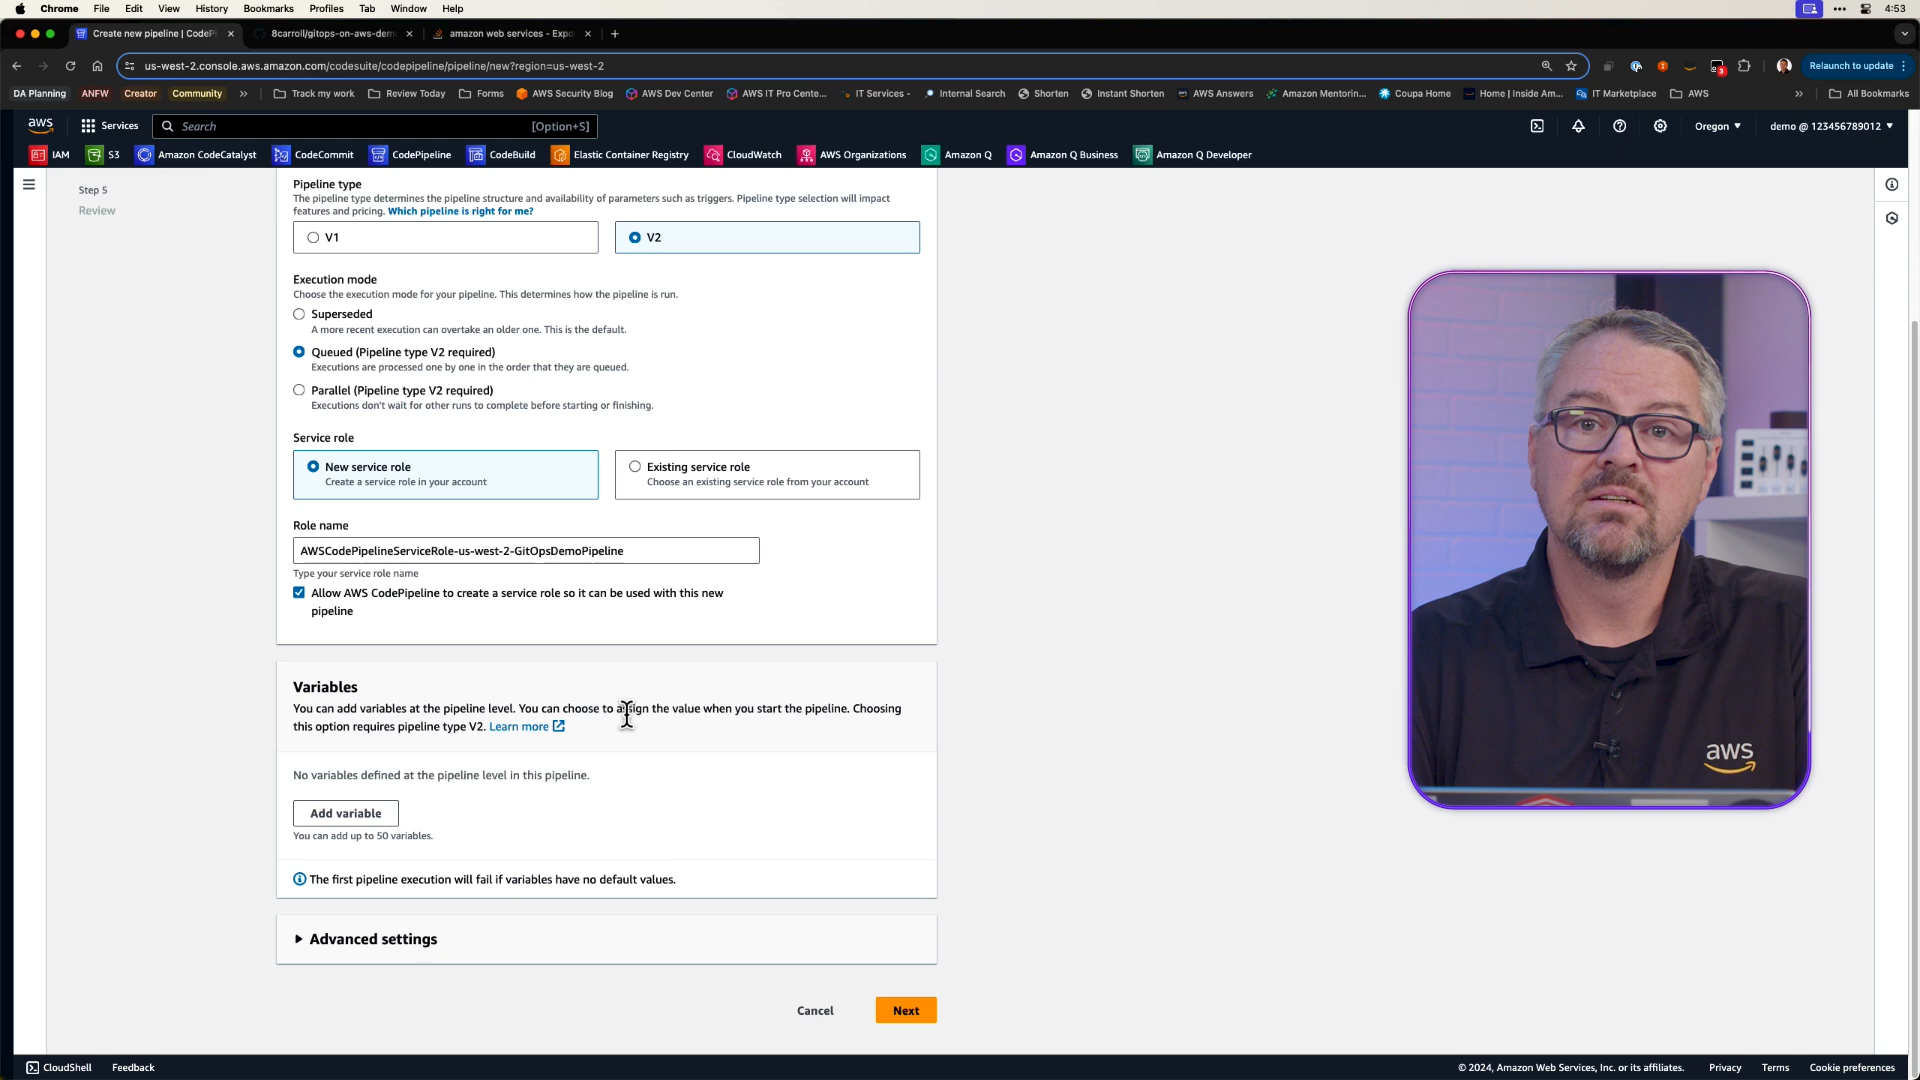 Chrome File Edit View History Bookmarks Profiles Tab Window Help 4:53
Create new pipeline | CodePi 8carroll/gitops-on-aws-dem amazon web services - Expo
us-west-2.console.aws.amazon.com/codesuite/codepipeline/pipeline/new?region=us-west-2 3 Relaunch to update
DA Planning ANFW Creator Community Track my work Review Today Forms AWS Security Blog AWS Dev Center AWS IT Pro Cente... IT Services - Internal Search Shorten Instant Shorten AWS Answers Amazon Mentorin... Coupa Home Home | Inside Am... IT Marketplace AWS All Bookmarks
aws Services Search [Option+S] Oregon demo @ 123456789012
IAM S3 Amazon CodeCatalyst CodeCommit CodePipeline CodeBuild Elastic Container Registry CloudWatch AWS Organizations Amazon Q Amazon Q Business Amazon Q Developer
Step 5
Review
Pipeline type
The pipeline type determines the pipeline structure and availability of parameters such as triggers. Pipeline type selection will impact
features and pricing. Which pipeline is right for me?
V1 V2
Execution mode
Choose the execution mode for your pipeline. This determines how the pipeline is run.
Superseded
A more recent execution can overtake an older one. This is the default.
Queued (Pipeline type V2 required)
Executions are processed one by one in the order that they are queued.
Parallel (Pipeline type V2 required)
Executions don't wait for other runs to complete before starting or finishing.
Service role
New service role Existing service role
Create a service role in your account Choose an existing service role from your account
Role name
AWSCodePipelineServiceRole-us-west-2-GitOpsDemoPipeline
Type your service role name
Allow AWS CodePipeline to create a service role so it can be used with this new
pipeline
Variables
You can add variables at the pipeline level. You can choose to assign the value when you start the pipeline. Choosing
this option requires pipeline type V2. Learn more
No variables defined at the pipeline level in this pipeline.
Add variable
You can add up to 50 variables.
The first pipeline execution will fail if variables have no default values.
Advanced settings
Cancel Next
aws
CloudShell Feedback © 2024, Amazon Web Services, Inc. or its affiliates. Privacy Terms Cookie preferences